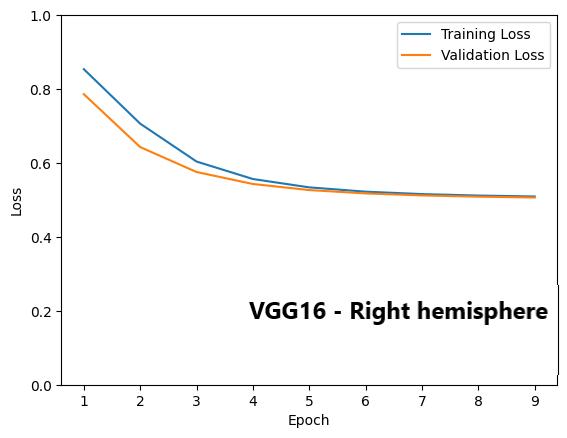 1.0
Training Loss
Validation Loss
0.8
0.6
Loss
0.4
0.2
VGG16 - Right hemisphere
0.0
1 2 3 4 5 6 7 8 9
Epoch